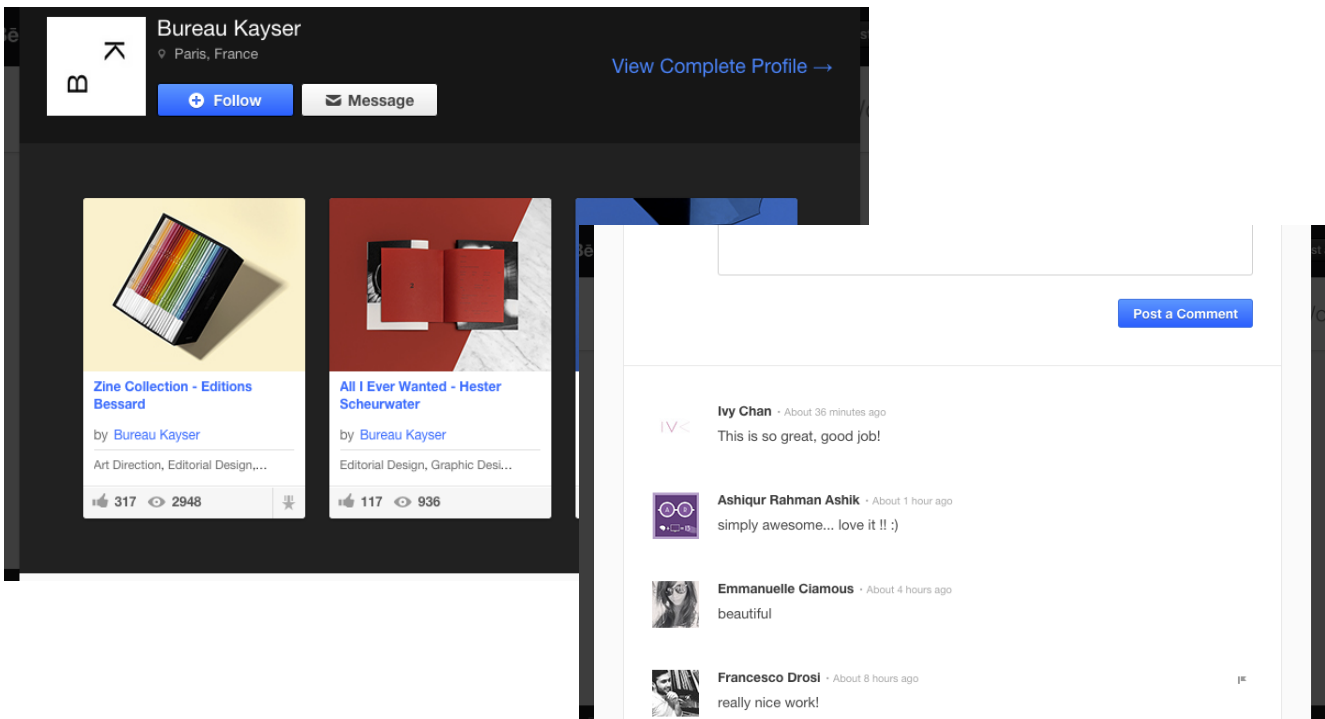 Bē
st
Bureau Kayser
Paris, France
Follow
Message
View Complete Profile →
B K
Zine Collection - Editions
Bessard
by Bureau Kayser
Art Direction, Editorial Design,...
317 2948
All I Ever Wanted - Hester
Scheurwater
by Bureau Kayser
Editorial Design, Graphic Desi...
117 936
Bē
st
Post a Comment
Ivy Chan · About 36 minutes ago
This is so great, good job!
Ashiqur Rahman Ashik · About 1 hour ago
simply awesome... love it !! :)
Emmanuelle Ciamous · About 4 hours ago
beautiful
Francesco Drosi · About 8 hours ago
really nice work!